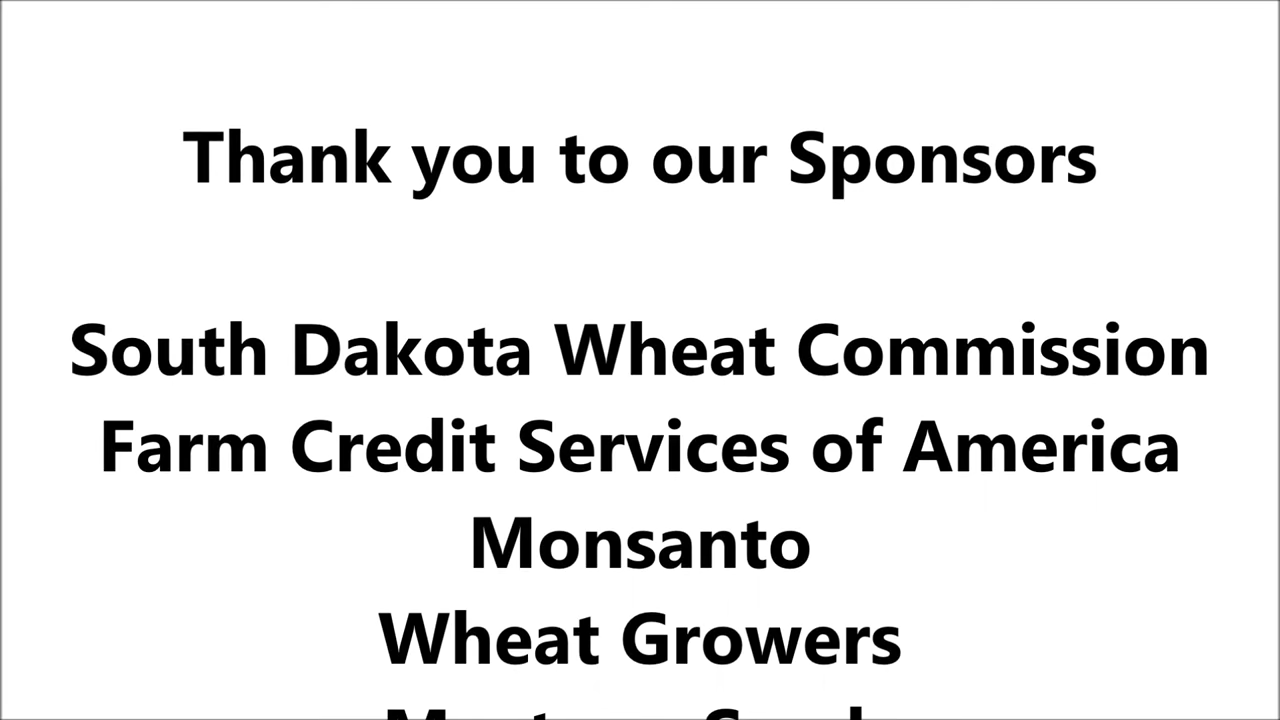 Thank you to our Sponsors
South Dakota Wheat Commission
Farm Credit Services of America
Monsanto
Wheat Growers